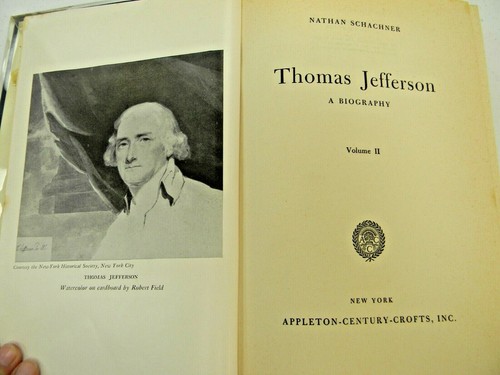 Courtesy the New-York Historical Society, New York City
THOMAS JEFFERSON
Watercolor on cardboard by Robert Field
NATHAN SCHACHNER
Thomas Jefferson
A BIOGRAPHY
Volume II
NEW YORK
APPLETON-CENTURY-CROFTS, INC.